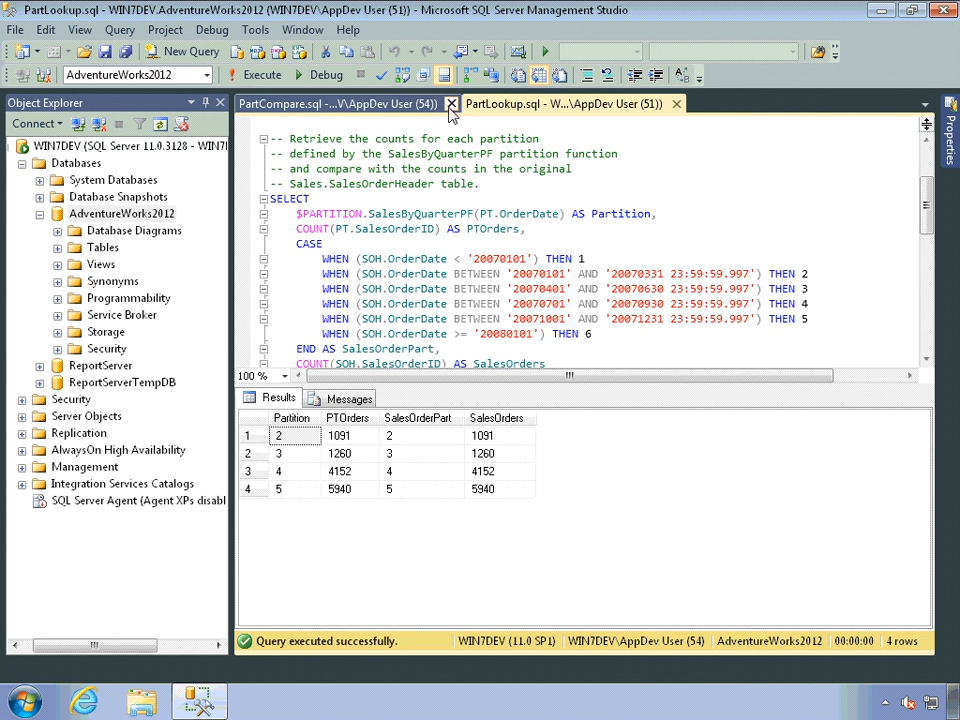 PartLookup.sql - WIN7DEV.AdventureWorks2012 (WIN7DEV\AppDev User (51)) - Microsoft SQL Server Management Studio
File Edit View Query Project Debug Tools Window Help
New Query
AdventureWorks2012 Execute Debug
Object Explorer
PartCompare.sql -...V\AppDev User (54)) PartLookup.sql - W...\AppDev User (51))
Properties
Connect
WIN7DEV (SQL Server 11.0.3128 - WIN7
Databases
System Databases
Database Snapshots
AdventureWorks2012
Database Diagrams
Tables
Views
Synonyms
Programmability
Service Broker
Storage
Security
ReportServer
ReportServerTempDB
Security
Server Objects
Replication
AlwaysOn High Availability
Management
Integration Services Catalogs
SQL Server Agent (Agent XPs disabl
-- Retrieve the counts for each partition
-- defined by the SalesByQuarterPF partition function
-- and compare with the counts in the original
-- Sales.SalesOrderHeader table.
SELECT
$PARTITION.SalesByQuarterPF(PT.OrderDate) AS Partition,
COUNT(PT.SalesOrderID) AS PTOrders,
CASE
WHEN (SOH.OrderDate < '20070101') THEN 1
WHEN (SOH.OrderDate BETWEEN '20070101' AND '20070331 23:59:59.997') THEN 2
WHEN (SOH.OrderDate BETWEEN '20070401' AND '20070630 23:59:59.997') THEN 3
WHEN (SOH.OrderDate BETWEEN '20070701' AND '20070930 23:59:59.997') THEN 4
WHEN (SOH.OrderDate BETWEEN '20071001' AND '20071231 23:59:59.997') THEN 5
WHEN (SOH.OrderDate >= '20080101') THEN 6
END AS SalesOrderPart,
COUNT(SOH.SalesOrderID) AS SalesOrders
100 %
Results Messages
Partition PTOrders SalesOrderPart SalesOrders
1 2 1091 2 1091
2 3 1260 3 1260
3 4 4152 4 4152
4 5 5940 5 5940
Query executed successfully. WIN7DEV (11.0 SP1) WIN7DEV\AppDev User (54) AdventureWorks2012 00:00:00 4 rows